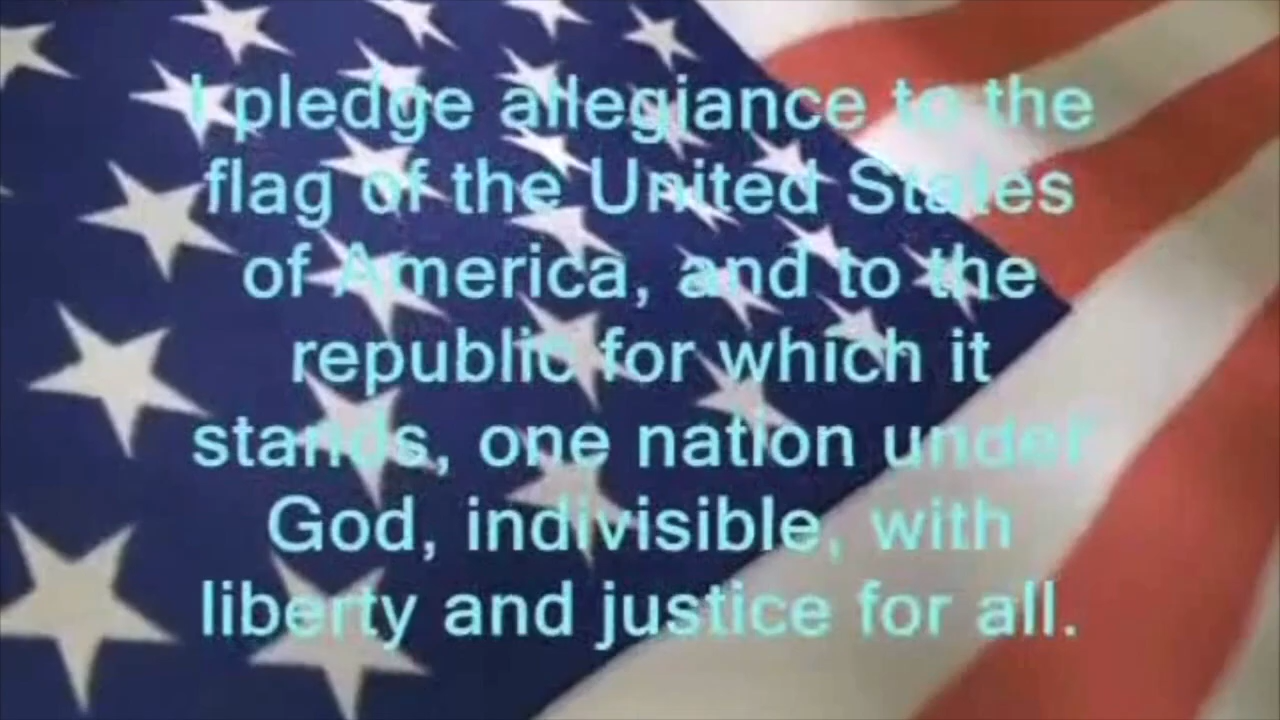 I pledge allegiance to the
flag of the United States
of America, and to the
republic for which it
stands, one nation under
God, indivisible, with
liberty and justice for all.